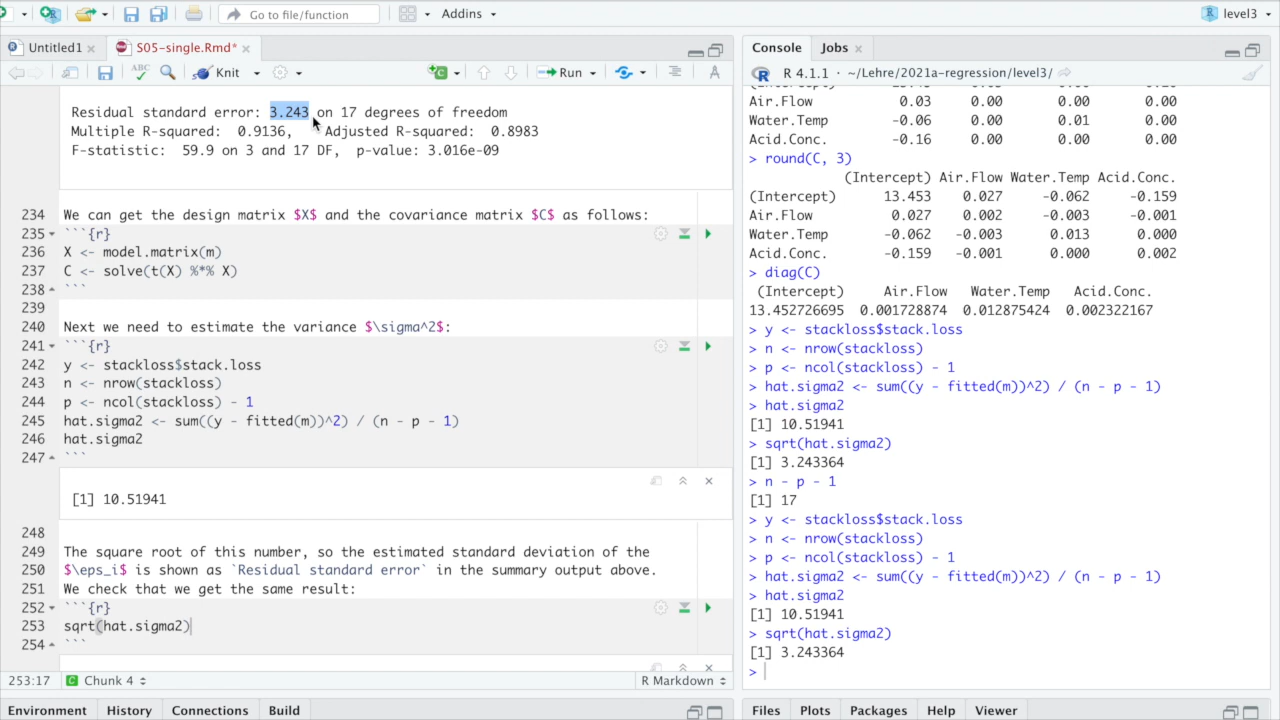 Go to file/function
Addins
level3
Untitled1
S05-single.Rmd*
ABC
Knit
Run
Residual standard error: 3.243 on 17 degrees of freedom
Multiple R-squared:  0.9136,    Adjusted R-squared:  0.8983
F-statistic:  59.9 on 3 and 17 DF,  p-value: 3.016e-09
234 We can get the design matrix $X$ and the covariance matrix $C$ as follows:
235 ```{r}
236 X <- model.matrix(m)
237 C <- solve(t(X) %*% X)
238 ```
239
240 Next we need to estimate the variance $\sigma^2$:
241 ```{r}
242 y <- stackloss$stack.loss
243 n <- nrow(stackloss)
244 p <- ncol(stackloss) - 1
245 hat.sigma2 <- sum((y - fitted(m))^2) / (n - p - 1)
246 hat.sigma2
247 ```
[1] 10.51941
248
249 The square root of this number, so the estimated standard deviation of the
250 $\eps_i$ is shown as `Residual standard error` in the summary output above.
251 We check that we get the same result:
252 ```{r}
253 sqrt(hat.sigma2)
254 ```
253:17
C Chunk 4
R Markdown
Environment History Connections Build
Console Jobs
R 4.1.1 · ~/Lehre/2021a-regression/level3/
Air.Flow 0.03 0.00 0.00 0.00
Water.Temp -0.06 0.00 0.01 0.00
Acid.Conc. -0.16 0.00 0.00 0.00
> round(C, 3)
(Intercept) Air.Flow Water.Temp Acid.Conc.
(Intercept) 13.453 0.027 -0.062 -0.159
Air.Flow 0.027 0.002 -0.003 -0.001
Water.Temp -0.062 -0.003 0.013 0.000
Acid.Conc. -0.159 -0.001 0.000 0.002
> diag(C)
(Intercept) Air.Flow Water.Temp Acid.Conc.
13.452726695 0.001728874 0.012875424 0.002322167
> y <- stackloss$stack.loss
> n <- nrow(stackloss)
> p <- ncol(stackloss) - 1
> hat.sigma2 <- sum((y - fitted(m))^2) / (n - p - 1)
> hat.sigma2
[1] 10.51941
> sqrt(hat.sigma2)
[1] 3.243364
> n - p - 1
[1] 17
> y <- stackloss$stack.loss
> n <- nrow(stackloss)
> p <- ncol(stackloss) - 1
> hat.sigma2 <- sum((y - fitted(m))^2) / (n - p - 1)
> hat.sigma2
[1] 10.51941
> sqrt(hat.sigma2)
[1] 3.243364
>
Files Plots Packages Help Viewer